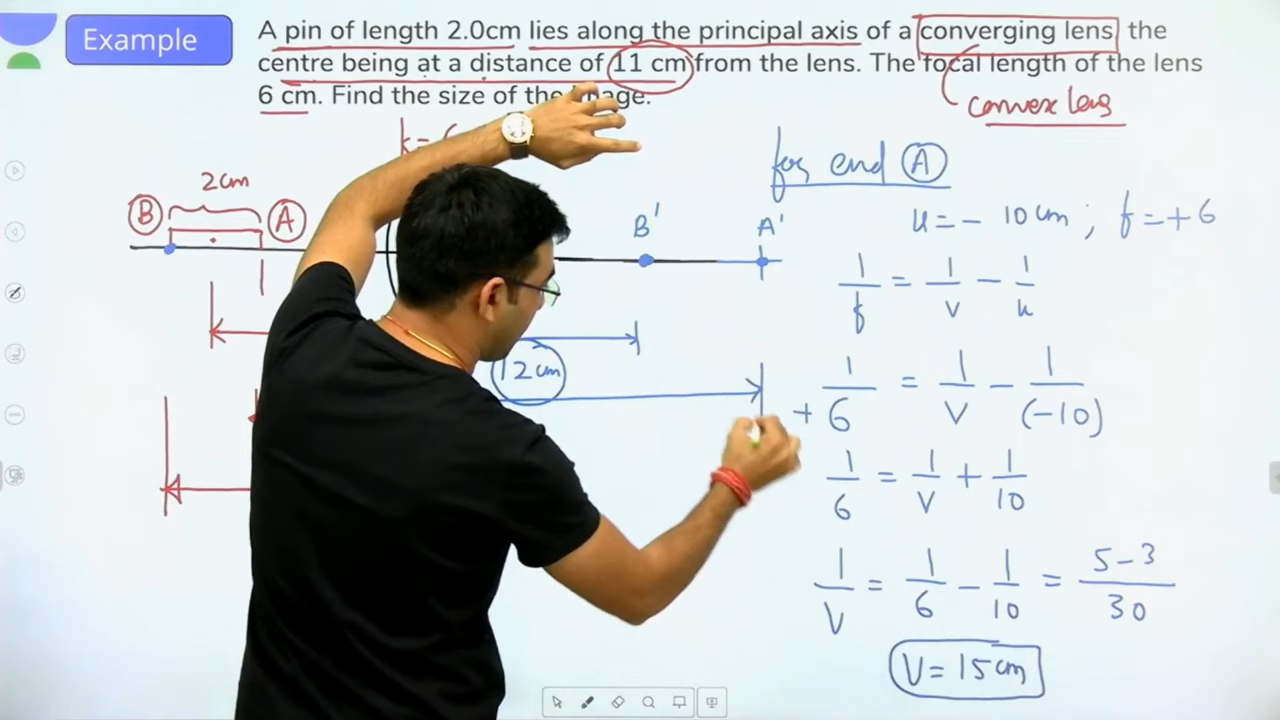 Example
A pin of length 2.0cm lies along the principal axis of a converging lens, the
centre being at a distance of 11 cm from the lens. The focal length of the lens
6 cm. Find the size of the image.
convex lens
for end A
u = - 10 cm ; f = + 6
2cm
B A B' A'
1/f = 1/v - 1/u
12cm
+ 1/6 = 1/v - 1/(-10)
1/6 = 1/v + 1/10
1/v = 1/6 - 1/10 = 5-3/30
V = 15 cm